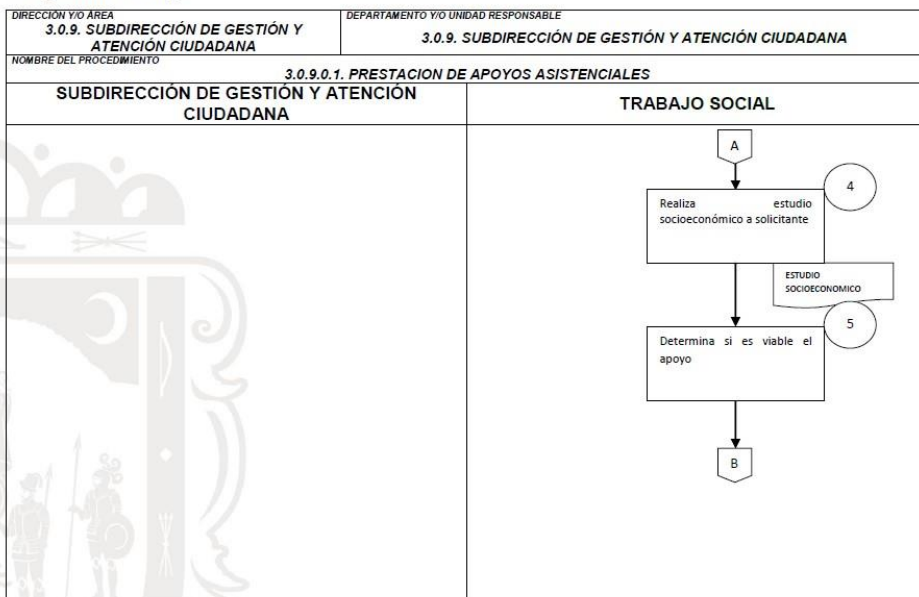 DIRECCIÓN Y/O ÁREA
3.0.9. SUBDIRECCIÓN DE GESTIÓN Y
ATENCIÓN CIUDADANA
DEPARTAMENTO Y/O UNIDAD RESPONSABLE
3.0.9. SUBDIRECCIÓN DE GESTIÓN Y ATENCIÓN CIUDADANA
NOMBRE DEL PROCEDIMIENTO
3.0.9.0.1. PRESTACION DE APOYOS ASISTENCIALES
SUBDIRECCIÓN DE GESTIÓN Y ATENCIÓN
CIUDADANA
TRABAJO SOCIAL
A
4
Realiza estudio
socioeconómico a solicitante
ESTUDIO
SOCIOECONOMICO
5
Determina si es viable el
apoyo
B